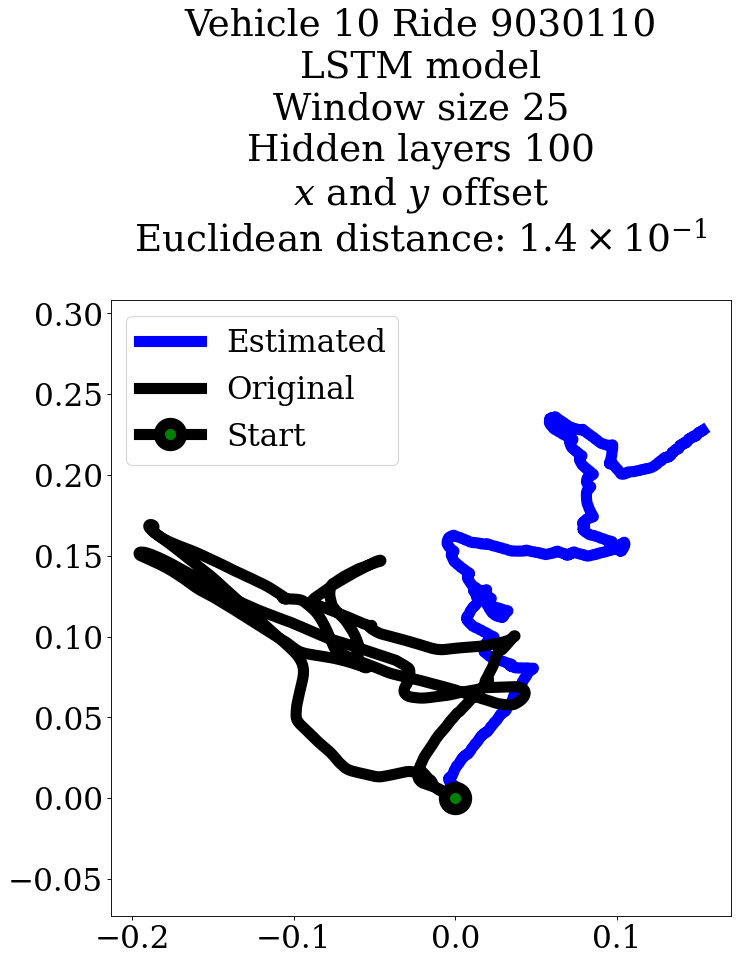 Vehicle 10 Ride 9030110
LSTM model
Window size 25
Hidden layers 100
x and y offset
Euclidean distance: 1.4 × 10⁻¹
Estimated
Original
Start
0.30
0.25
0.20
0.15
0.10
0.05
0.00
−0.05
−0.2 −0.1 0.0 0.1